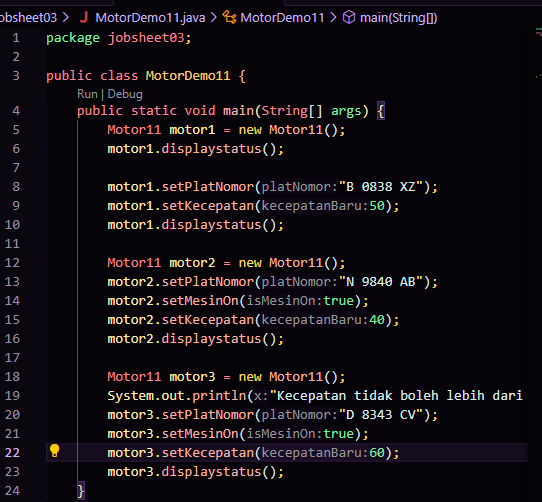 obsheet03 > J MotorDemo11.java > MotorDemo11 > main(String[])
1 package jobsheet03;
2
3 public class MotorDemo11 {
Run | Debug
4 public static void main(String[] args) {
5 Motor11 motor1 = new Motor11();
6 motor1.displaystatus();
7
8 motor1.setPlatNomor(platNomor:"B 0838 XZ");
9 motor1.setKecepatan(kecepatanBaru:50);
10 motor1.displaystatus();
11
12 Motor11 motor2 = new Motor11();
13 motor2.setPlatNomor(platNomor:"N 9840 AB");
14 motor2.setMesinOn(isMesinOn:true);
15 motor2.setKecepatan(kecepatanBaru:40);
16 motor2.displaystatus();
17
18 Motor11 motor3 = new Motor11();
19 System.out.println(x:"Kecepatan tidak boleh lebih dari
20 motor3.setPlatNomor(platNomor:"D 8343 CV");
21 motor3.setMesinOn(isMesinOn:true);
22 motor3.setKecepatan(kecepatanBaru:60);
23 motor3.displaystatus();
24 }